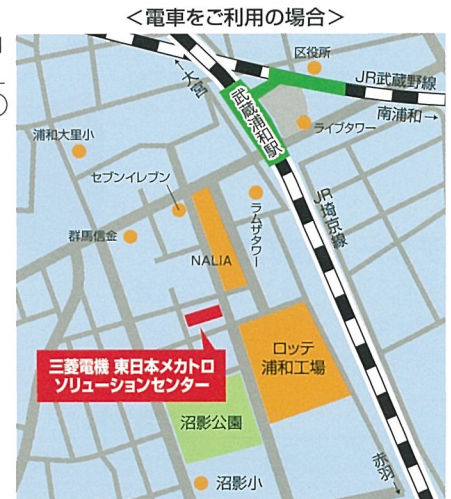 ＜電車をご利用の場合＞
区役所
大宮
JR武蔵野線
南浦和→
武蔵浦和駅
ライブタワー
浦和大里小
セブンイレブン
ラムザタワー
JR埼京線
群馬信金
NALIA
三菱電機 東日本メカトロ
ソリューションセンター
ロッテ
浦和工場
沼影公園
沼影小
赤羽